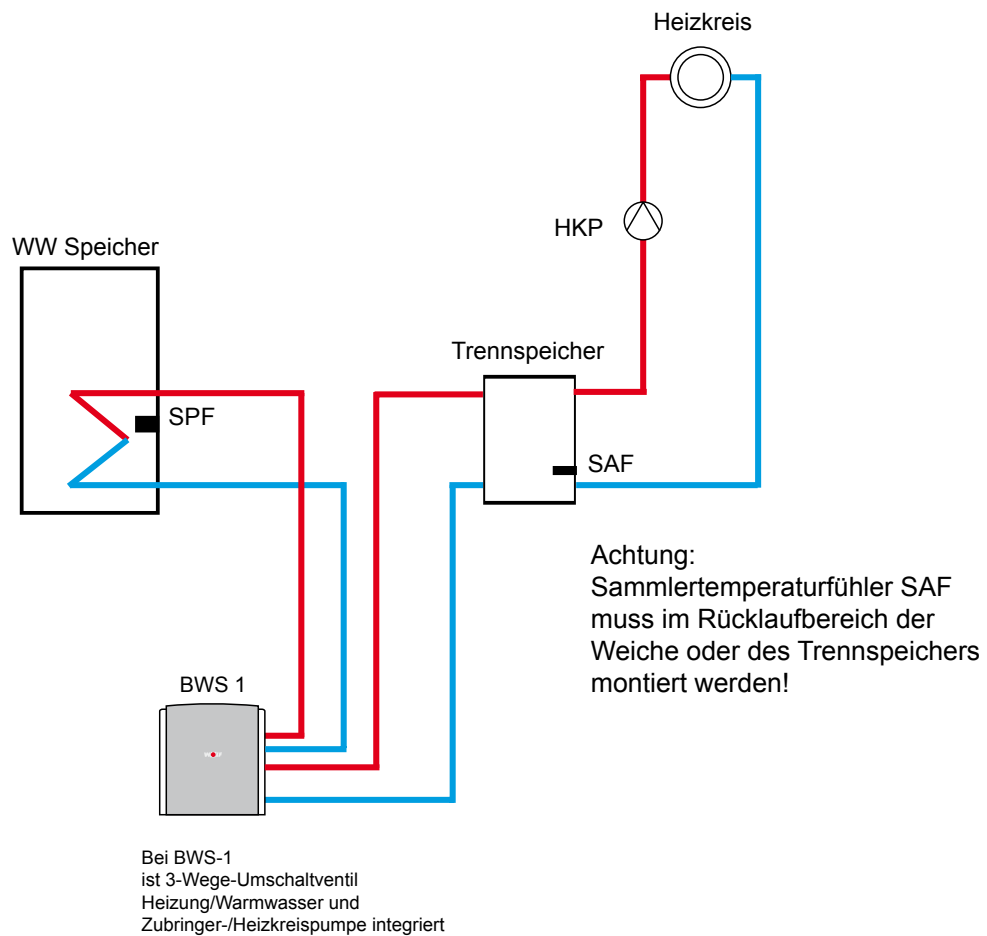 Heizkreis
HKP
WW Speicher
Trennspeicher
SPF
SAF
Achtung:
Sammlertemperaturfühler SAF
muss im Rücklaufbereich der
Weiche oder des Trennspeichers
montiert werden!
BWS 1
Bei BWS-1
ist 3-Wege-Umschaltventil
Heizung/Warmwasser und
Zubringer-/Heizkreispumpe integriert